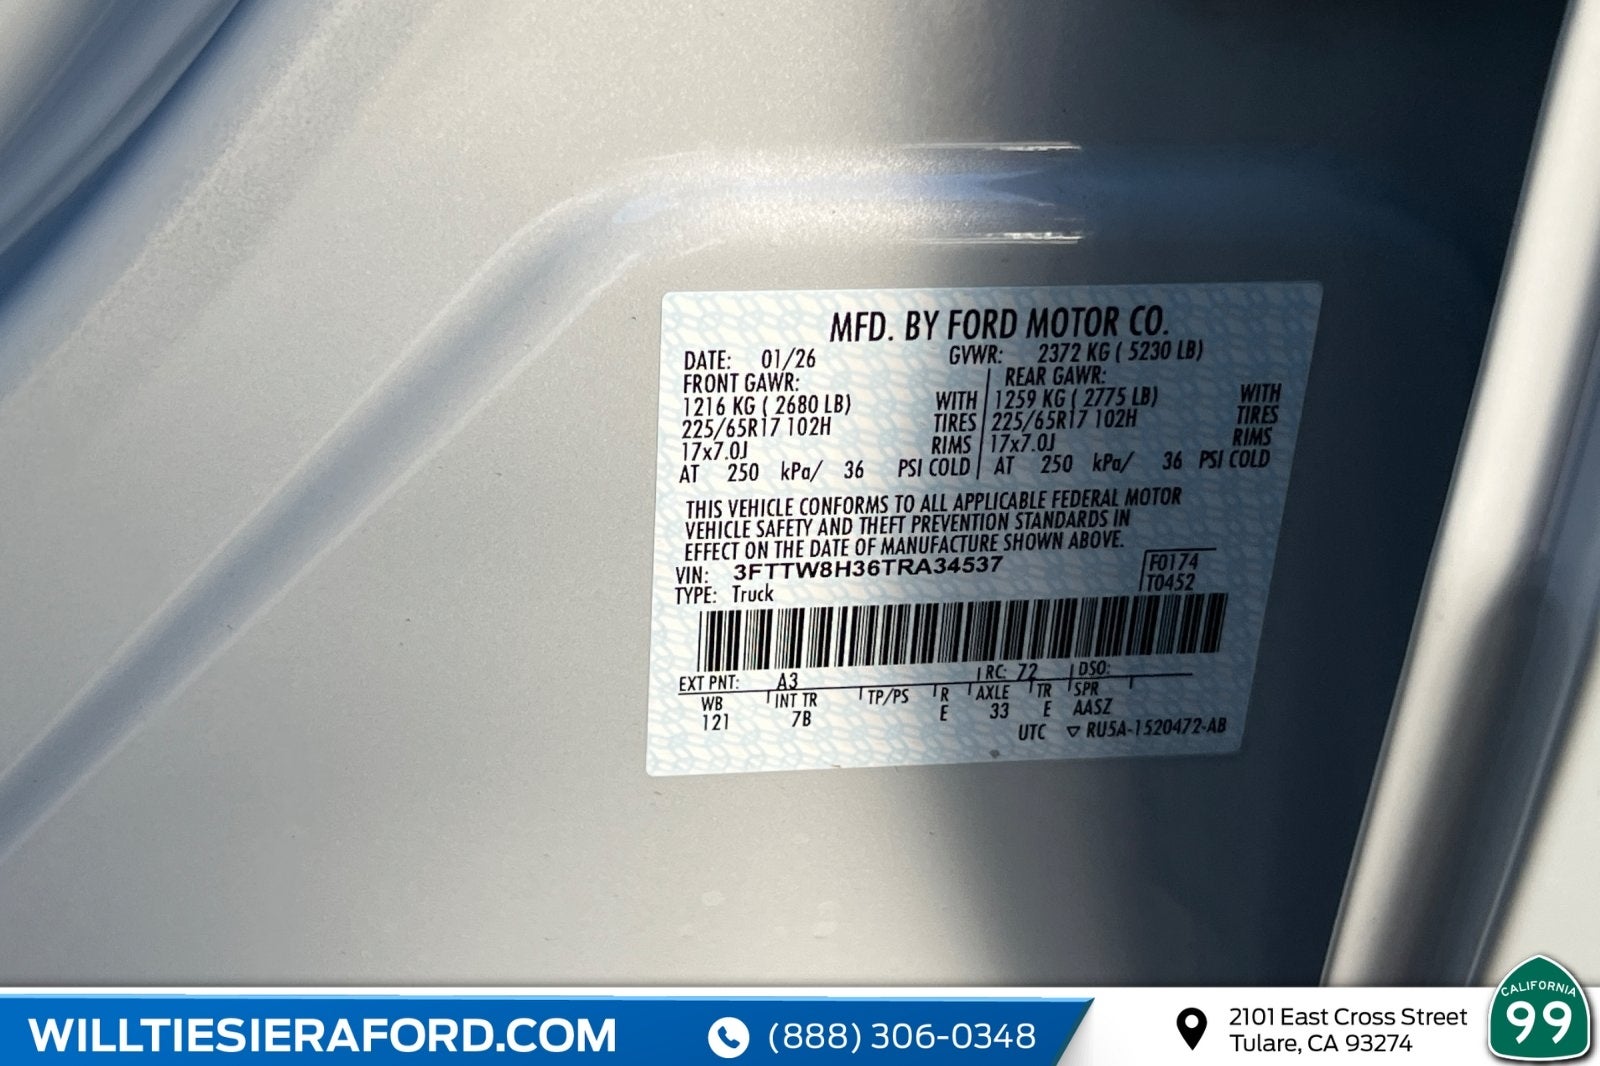 MFD. BY FORD MOTOR CO.
DATE: 01/26 GVWR: 2372 KG ( 5230 LB)
FRONT GAWR: REAR GAWR:
1216 KG ( 2680 LB) WITH 1259 KG ( 2775 LB) WITH
225/65R17 102H TIRES 225/65R17 102H TIRES
17x7.0J RIMS 17x7.0J RIMS
AT 250 kPa/ 36 PSI COLD AT 250 kPa/ 36 PSI COLD
THIS VEHICLE CONFORMS TO ALL APPLICABLE FEDERAL MOTOR
VEHICLE SAFETY AND THEFT PREVENTION STANDARDS IN
EFFECT ON THE DATE OF MANUFACTURE SHOWN ABOVE.
VIN: 3FTTW8H36TRA34537 F0174
TYPE: Truck T0452
EXT PNT: A3 RC: 72 DSO:
WB INT TR TP/PS R AXLE TR SPR
121 7B E 33 E AASZ
UTC ▽ RU5A-1520472-AB
WILLTIESIERAFORD.COM
(888) 306-0348
2101 East Cross Street
Tulare, CA 93274
CALIFORNIA
99